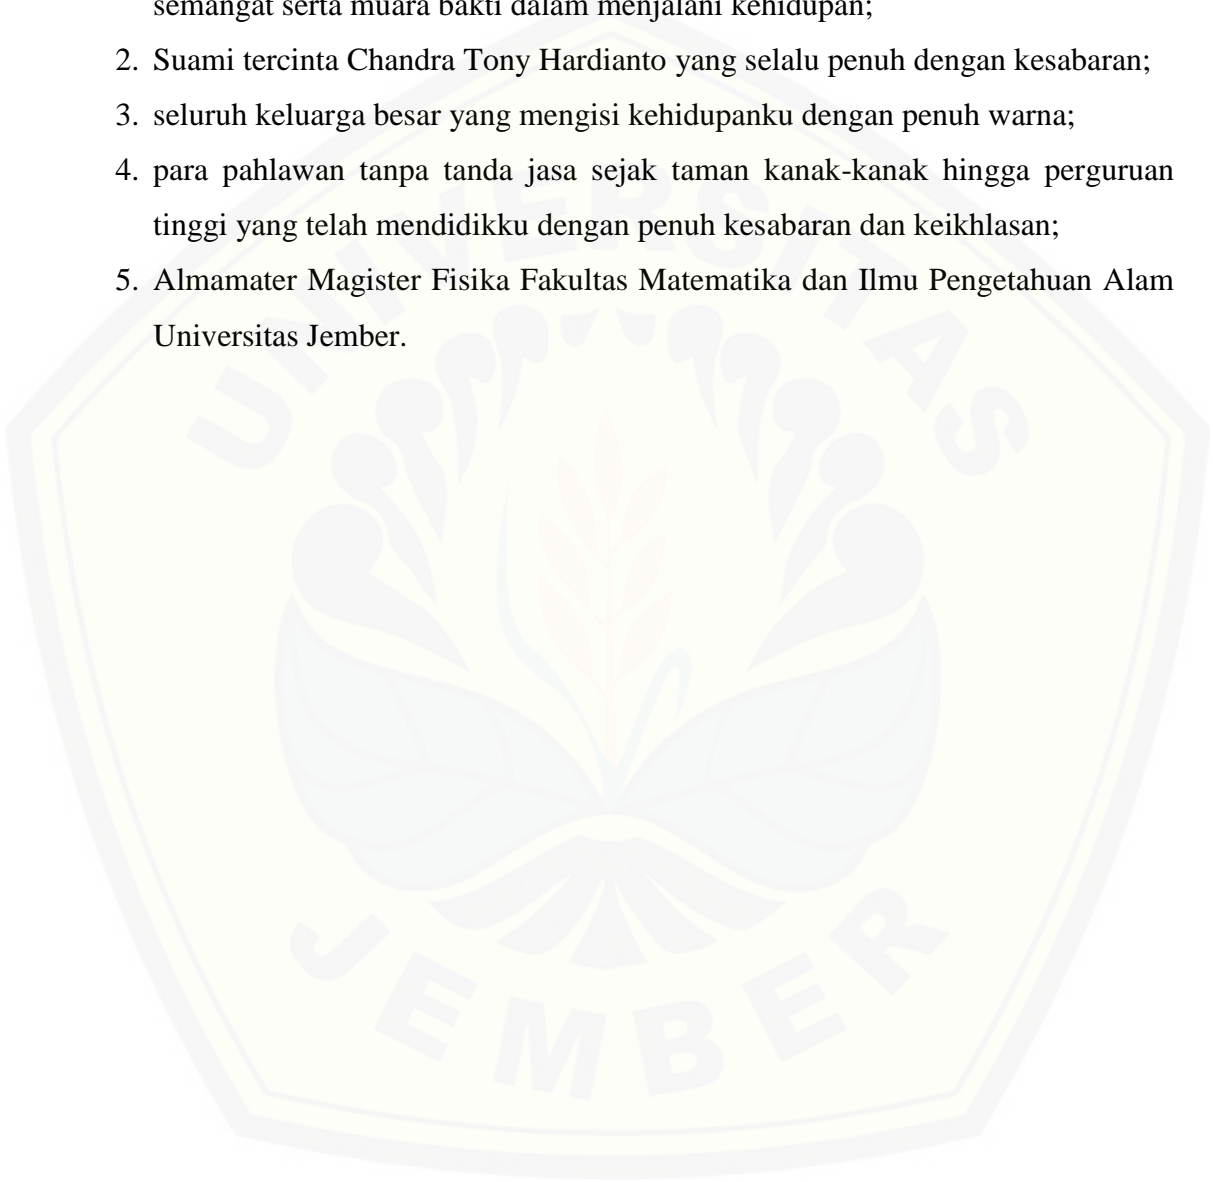 semangat serta muara bakti dalam menjalani kehidupan;
2. Suami tercinta Chandra Tony Hardianto yang selalu penuh dengan kesabaran;
3. seluruh keluarga besar yang mengisi kehidupanku dengan penuh warna;
4. para pahlawan tanpa tanda jasa sejak taman kanak-kanak hingga perguruan
tinggi yang telah mendidikku dengan penuh kesabaran dan keikhlasan;
5. Almamater Magister Fisika Fakultas Matematika dan Ilmu Pengetahuan Alam
Universitas Jember.
UNIVERSITAS
JEMBER